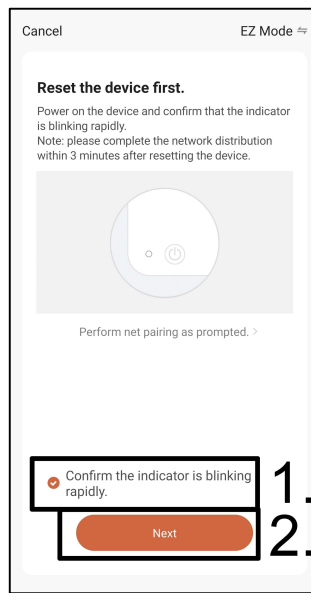 Cancel
EZ Mode
Reset the device first.
Power on the device and confirm that the indicator
is blinking rapidly.
Note: please complete the network distribution
within 3 minutes after resetting the device.
Perform net pairing as prompted. >
Confirm the indicator is blinking
rapidly.
1.
Next
2.